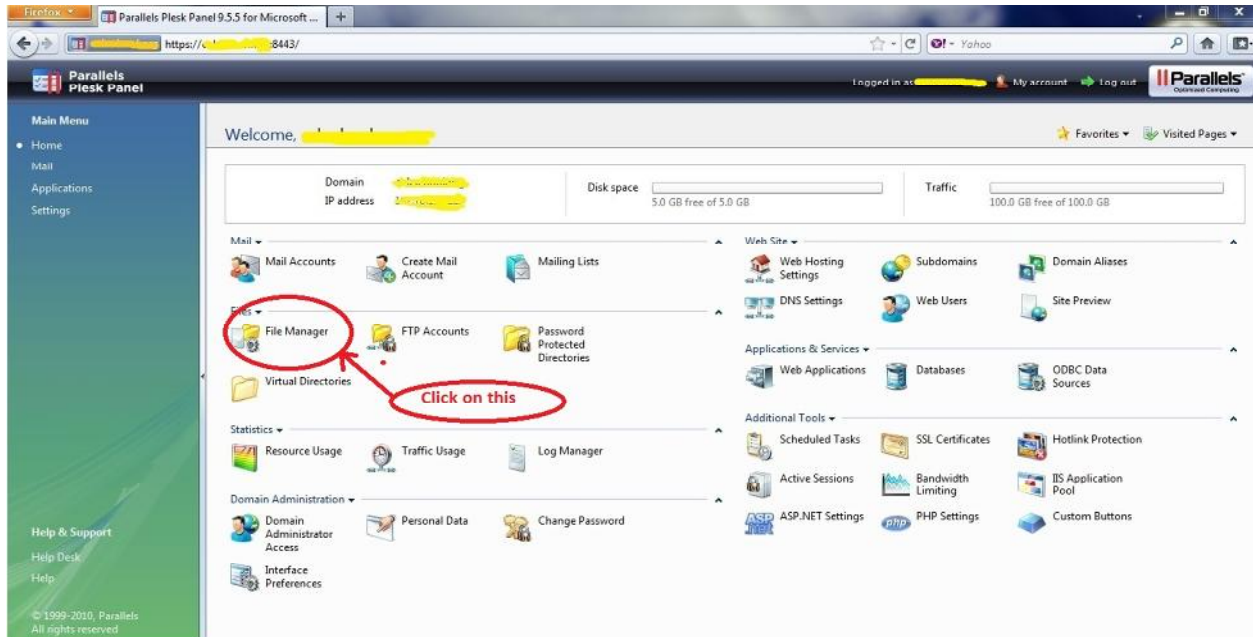 Firefox
Parallels Plesk Panel 9.5.5 for Microsoft ...
https://
:8443/
Yahoo
Parallels
Plesk Panel
Logged in as
My account
Log out
Parallels
Optimized Computing
Main Menu
Home
Mail
Applications
Settings
Welcome,
Favorites
Visited Pages
Domain
IP address
Disk space
5.0 GB free of 5.0 GB
Traffic
100.0 GB free of 100.0 GB
Mail
Mail Accounts
Create Mail
Account
Mailing Lists
Files
File Manager
FTP Accounts
Password
Protected
Directories
Virtual Directories
Click on this
Statistics
Resource Usage
Traffic Usage
Log Manager
Domain Administration
Domain
Administrator
Access
Personal Data
Change Password
Interface
Preferences
Web Site
Web Hosting
Settings
Subdomains
Domain Aliases
DNS Settings
Web Users
Site Preview
Applications & Services
Web Applications
Databases
ODBC Data
Sources
Additional Tools
Scheduled Tasks
SSL Certificates
Hotlink Protection
Active Sessions
Bandwidth
Limiting
IIS Application
Pool
ASP.NET Settings
PHP Settings
Custom Buttons
Help & Support
Help Desk
Help
© 1999-2010, Parallels
All rights reserved